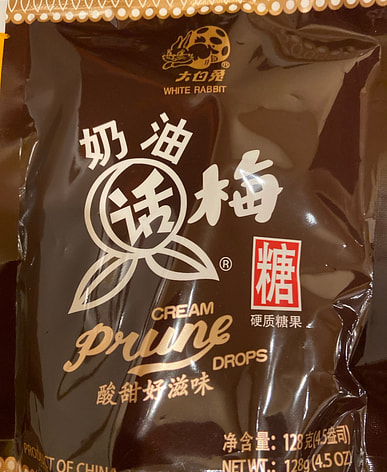 大白兔®
WHITE RABBIT
奶油
话梅
®
糖
硬质糖果
CREAM
Prune
DROPS
酸甜好滋味
净含量：128克(4.5盎司)
NET WT.：128g(4.5 OZ)
PRODUCT OF CHINA